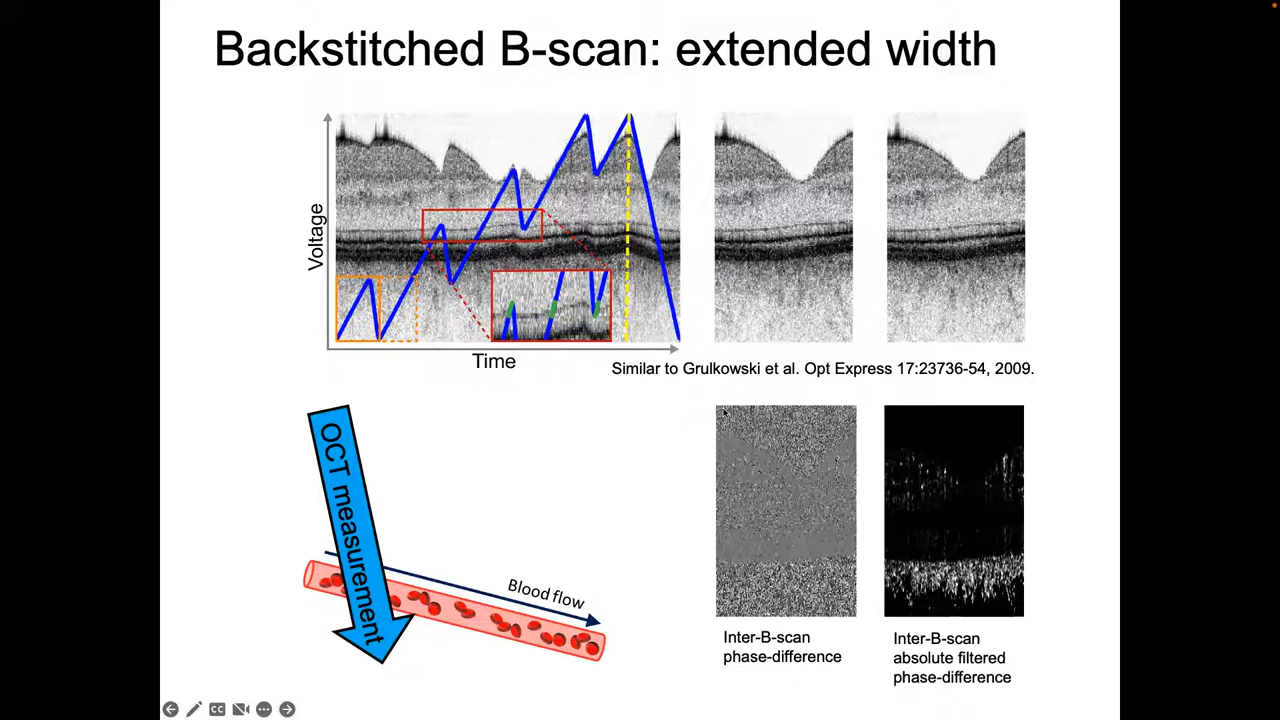 Backstitched B-scan: extended width
Voltage
Time
Similar to Grulkowski et al. Opt Express 17:23736-54, 2009.
OCT measurement
Blood flow
Inter-B-scan
phase-difference
Inter-B-scan
absolute filtered
phase-difference
CC